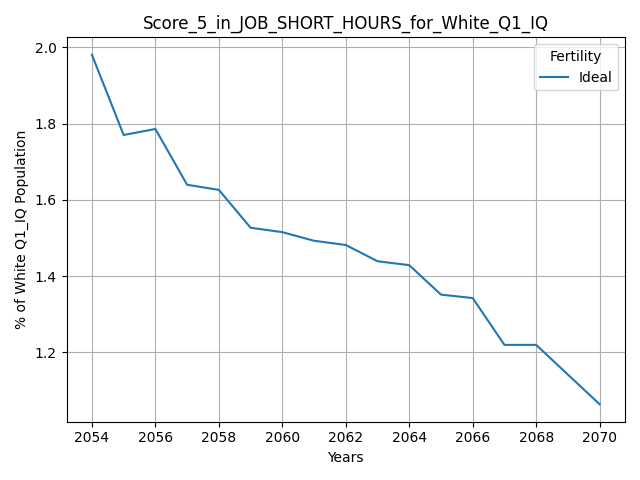 Score_5_in_JOB_SHORT_HOURS_for_White_Q1_IQ
Fertility
Ideal
% of White Q1_IQ Population
2.0
1.8
1.6
1.4
1.2
2054 2056 2058 2060 2062 2064 2066 2068 2070
Years